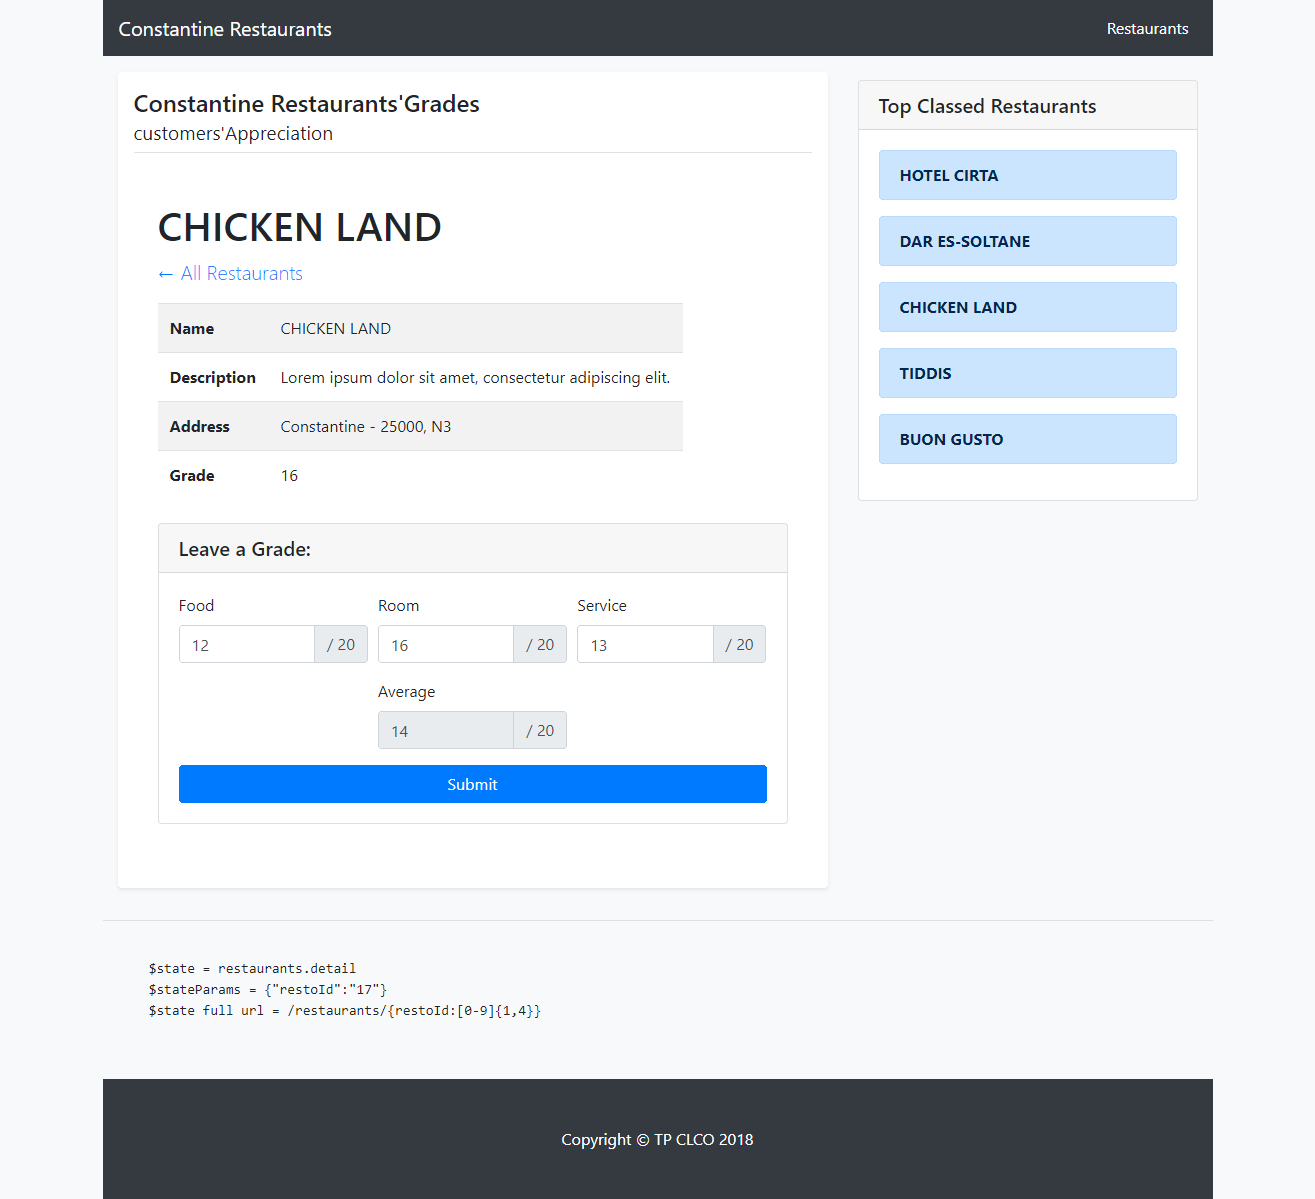 Constantine Restaurants
Restaurants
Constantine Restaurants'Grades
customers'Appreciation
CHICKEN LAND
← All Restaurants
Name CHICKEN LAND
Description Lorem ipsum dolor sit amet, consectetur adipiscing elit.
Address Constantine - 25000, N3
Grade 16
Leave a Grade:
Food Room Service
12 / 20 16 / 20 13 / 20
Average
14 / 20
Submit
Top Classed Restaurants
HOTEL CIRTA
DAR ES-SOLTANE
CHICKEN LAND
TIDDIS
BUON GUSTO
$state = restaurants.detail
$stateParams = {"restoId":"17"}
$state full url = /restaurants/{restoId:[0-9]{1,4}}
Copyright © TP CLCO 2018